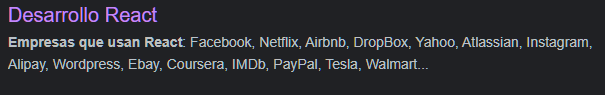 Desarrollo React
Empresas que usan React: Facebook, Netflix, Airbnb, DropBox, Yahoo, Atlassian, Instagram,
Alipay, Wordpress, Ebay, Coursera, IMDb, PayPal, Tesla, Walmart...